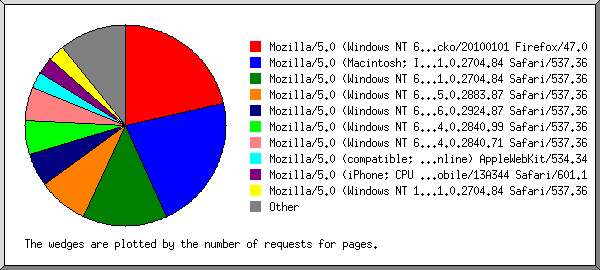 Mozilla/5.0 (Windows NT 6...cko/20100101 Firefox/47.0
Mozilla/5.0 (Macintosh; I...1.0.2704.84 Safari/537.36
Mozilla/5.0 (Windows NT 6...1.0.2704.84 Safari/537.36
Mozilla/5.0 (Windows NT 6...5.0.2883.87 Safari/537.36
Mozilla/5.0 (Windows NT 6...6.0.2924.87 Safari/537.36
Mozilla/5.0 (Windows NT 6...4.0.2840.99 Safari/537.36
Mozilla/5.0 (Windows NT 6...4.0.2840.71 Safari/537.36
Mozilla/5.0 (compatible; ...nline) AppleWebKit/534.34
Mozilla/5.0 (iPhone; CPU ...obile/13A344 Safari/601.1
Mozilla/5.0 (Windows NT 1...1.0.2704.84 Safari/537.36
Other
The wedges are plotted by the number of requests for pages.